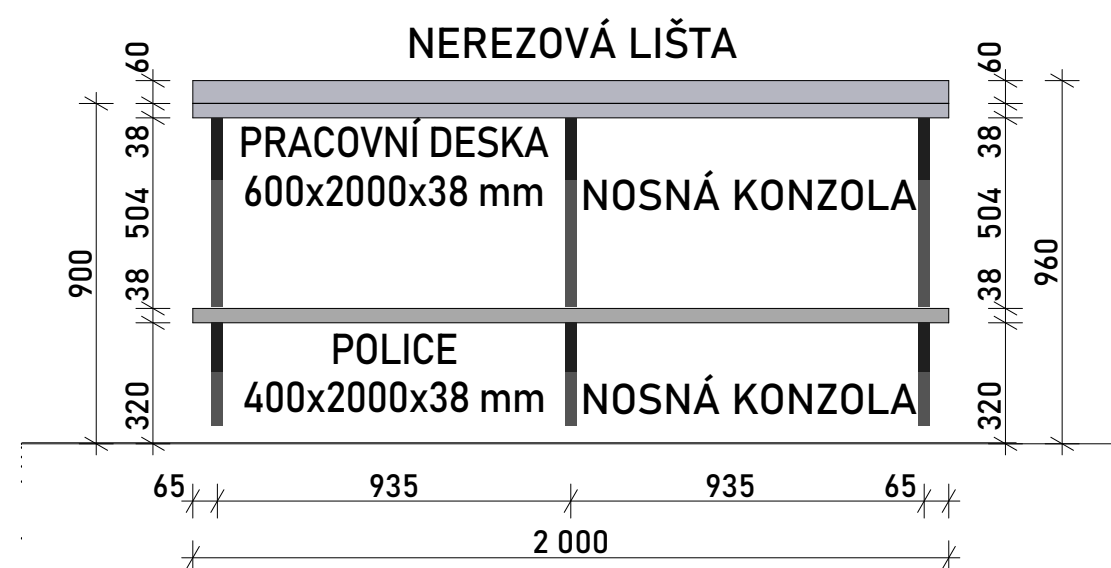 NEREZOVÁ LIŠTA
60
60
38
PRACOVNÍ DESKA
38
600x2000x38 mm
NOSNÁ KONZOLA
504
504
900
960
38
38
POLICE
400x2000x38 mm
NOSNÁ KONZOLA
320
320
65
935
935
65
2 000